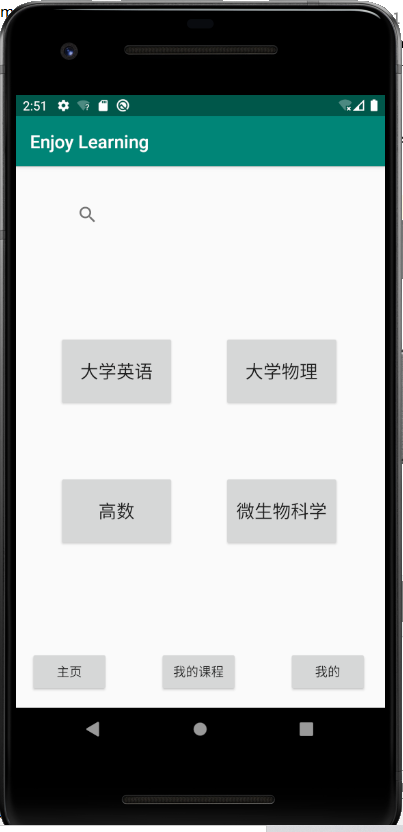 2:51
Enjoy Learning
大学英语
大学物理
高数
微生物科学
主页
我的课程
我的